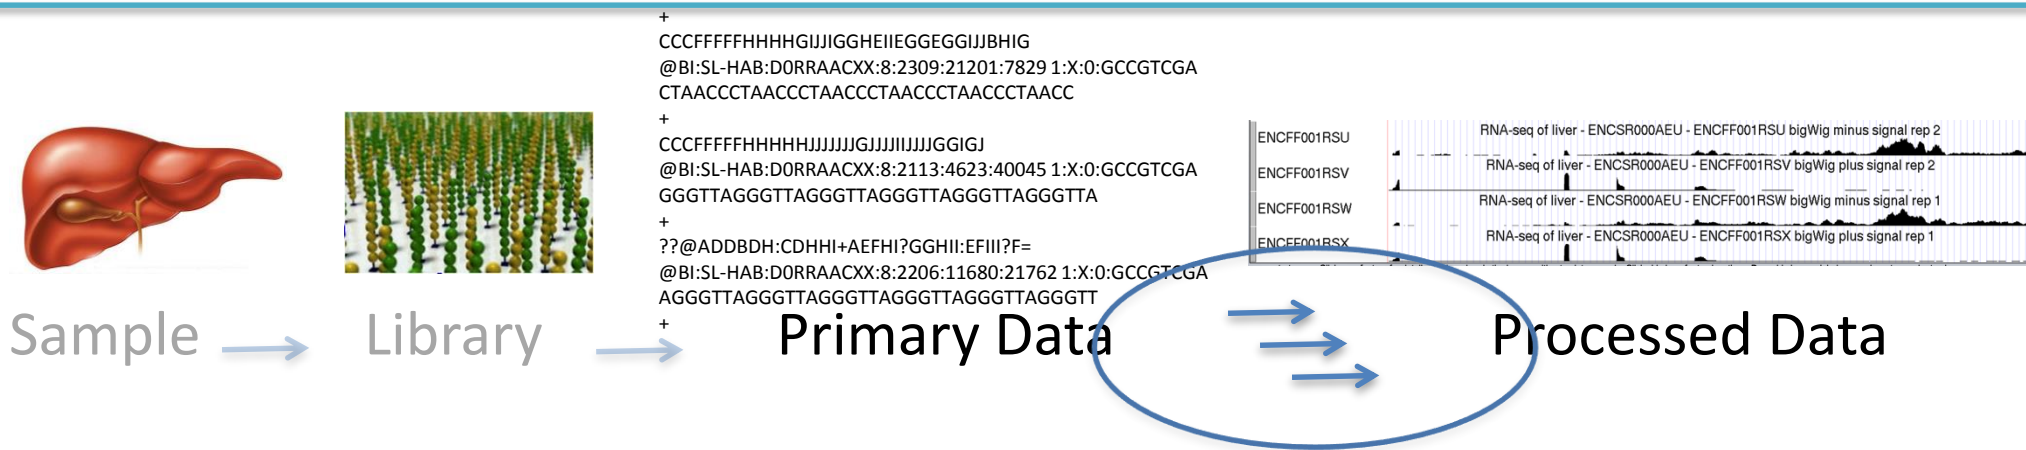 +
CCCFFFFFHHHHGIJJIGGHEIIEGGEGGIJJBHIG
@BI:SL-HAB:D0RRAACXX:8:2309:21201:7829 1:X:0:GCCGTCGA
CTAACCCTAACCCTAACCCTAACCCTAACCCTAACC
+
CCCFFFFFHHHHHJJJJJJJGJJJJIIJJJJGGIGJ
@BI:SL-HAB:D0RRAACXX:8:2113:4623:40045 1:X:0:GCCGTCGA
GGGTTAGGGTTAGGGTTAGGGTTAGGGTTAGGGTTA
+
??@ADDBDH:CDHHI+AEFHI?GGHII:EFIII?F=
@BI:SL-HAB:D0RRAACXX:8:2206:11680:21762 1:X:0:GCCGTCGA
AGGGTTAGGGTTAGGGTTAGGGTTAGGGTTAGGGTT
+
ENCFF001RSU
RNA-seq of liver - ENCSR000AEU - ENCFF001RSU bigWig minus signal rep 2
ENCFF001RSV
RNA-seq of liver - ENCSR000AEU - ENCFF001RSV bigWig plus signal rep 2
ENCFF001RSW
RNA-seq of liver - ENCSR000AEU - ENCFF001RSW bigWig minus signal rep 1
ENCFF001RSX
RNA-seq of liver - ENCSR000AEU - ENCFF001RSX bigWig plus signal rep 1
Sample
Library
Primary Data
Processed Data